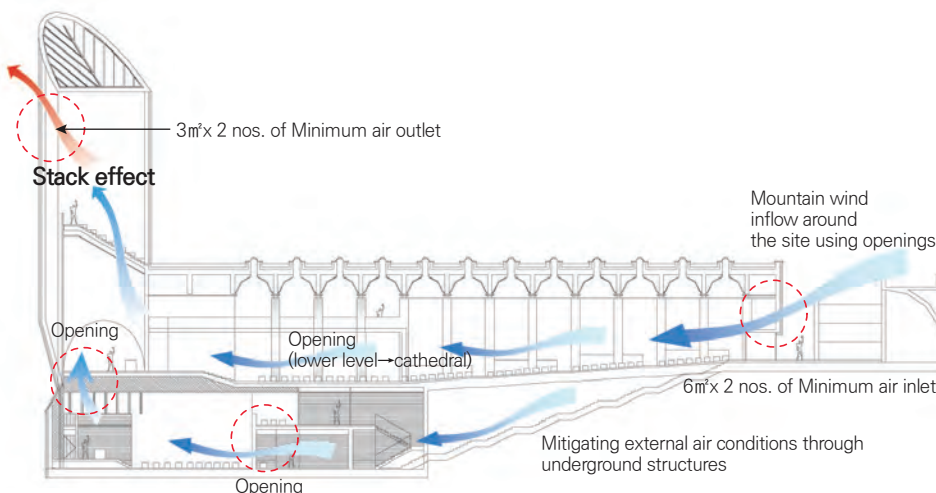 3㎡x 2 nos. of Minimum air outlet
Stack effect
Mountain wind
inflow around
the site using openings
Opening
Opening
(lower level→cathedral)
6㎡x 2 nos. of Minimum air inlet
Mitigating external air conditions through
underground structures
Opening